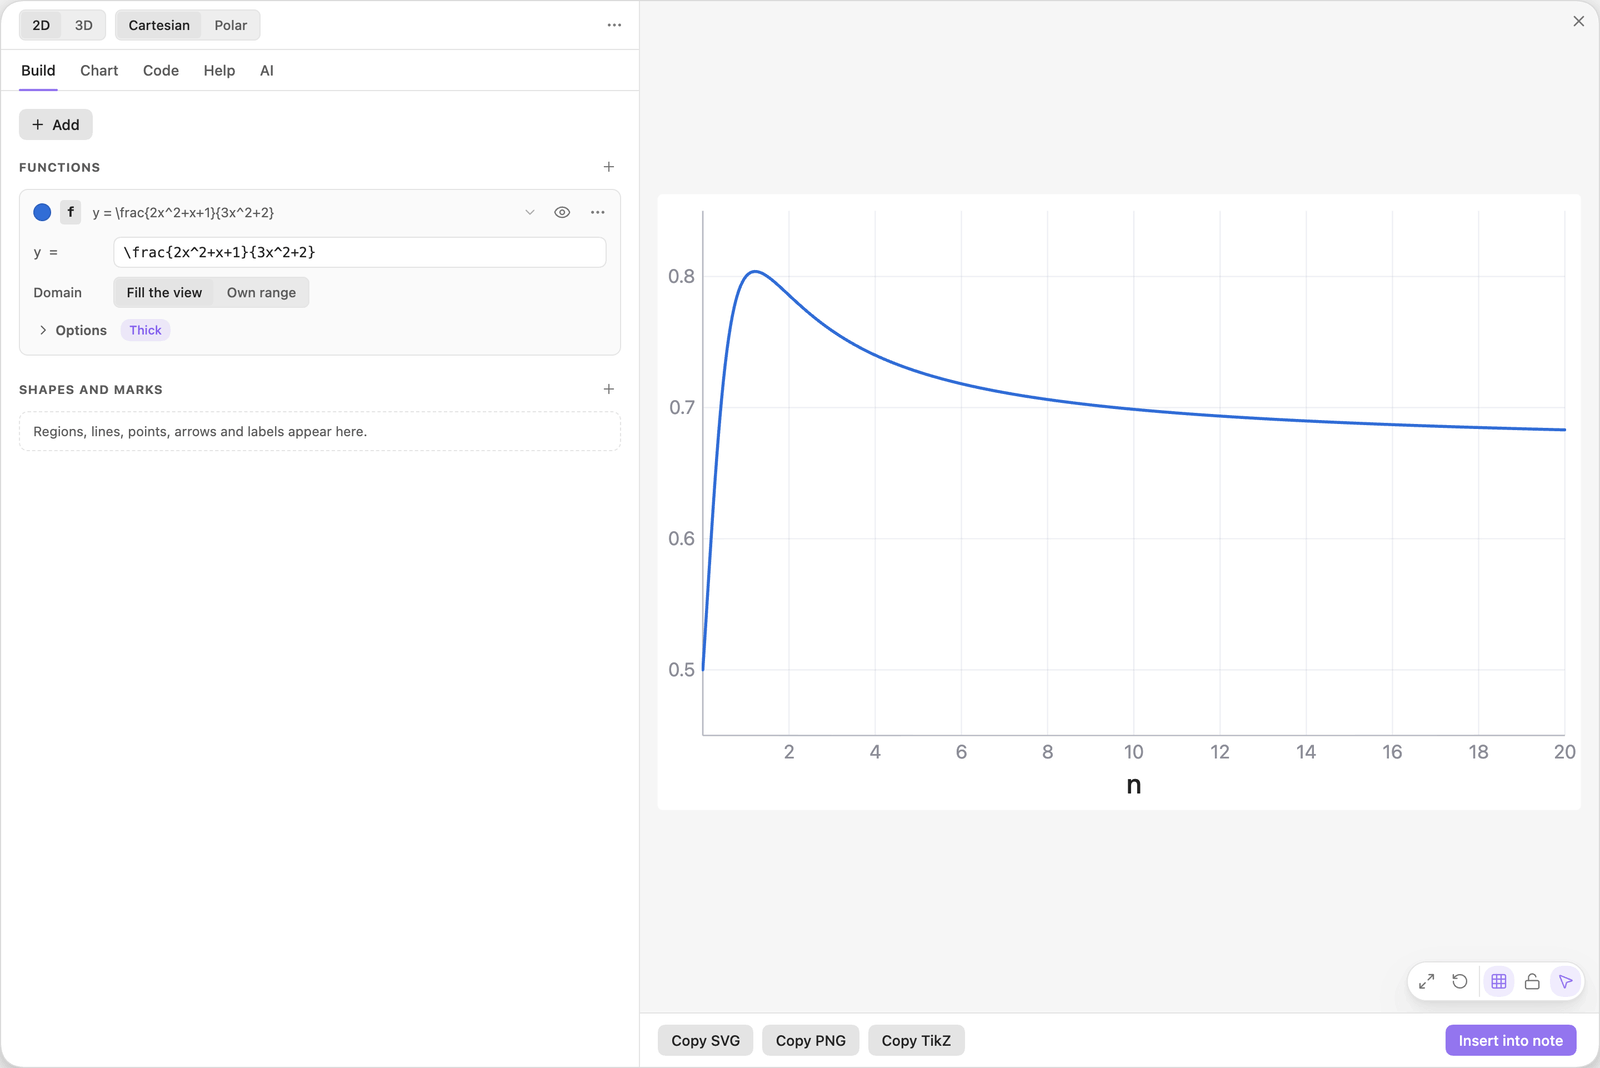 2D 3D Cartesian Polar
Build Chart Code Help AI
+ Add
FUNCTIONS
f y = \frac{2x^2+x+1}{3x^2+2}
y = \frac{2x^2+x+1}{3x^2+2}
Domain Fill the view Own range
Options Thick
SHAPES AND MARKS
Regions, lines, points, arrows and labels appear here.
0.8
0.7
0.6
0.5
2 4 6 8 10 12 14 16 18 20
n
Copy SVG Copy PNG Copy TikZ Insert into note